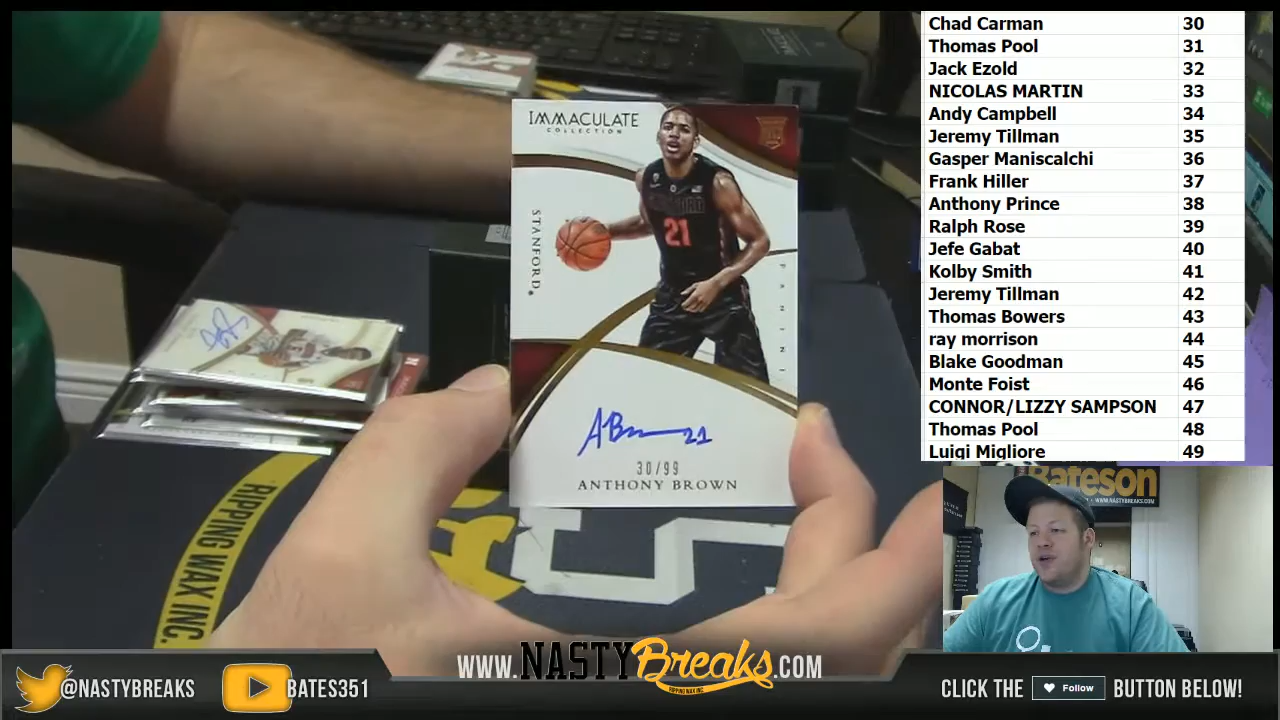 Chad Carman 30
Thomas Pool 31
Jack Ezold 32
NICOLAS MARTIN 33
Andy Campbell 34
Jeremy Tillman 35
Gasper Maniscalchi 36
Frank Hiller 37
Anthony Prince 38
Ralph Rose 39
Jefe Gabat 40
Kolby Smith 41
Jeremy Tillman 42
Thomas Bowers 43
ray morrison 44
Blake Goodman 45
Monte Foist 46
CONNOR/LIZZY SAMPSON 47
Thomas Pool 48
Luigi Migliore 49
IMMACULATE
COLLECTION
STANFORD
21
PANINI
30/99
ANTHONY BROWN
RIPPING WAX INC.
Bateson
WWW.NASTYBREAKS.COM
@NASTYBREAKS
BATES351
WWW.NASTYBreaks.COM
RIPPING WAX INC.
CLICK THE Follow BUTTON BELOW!